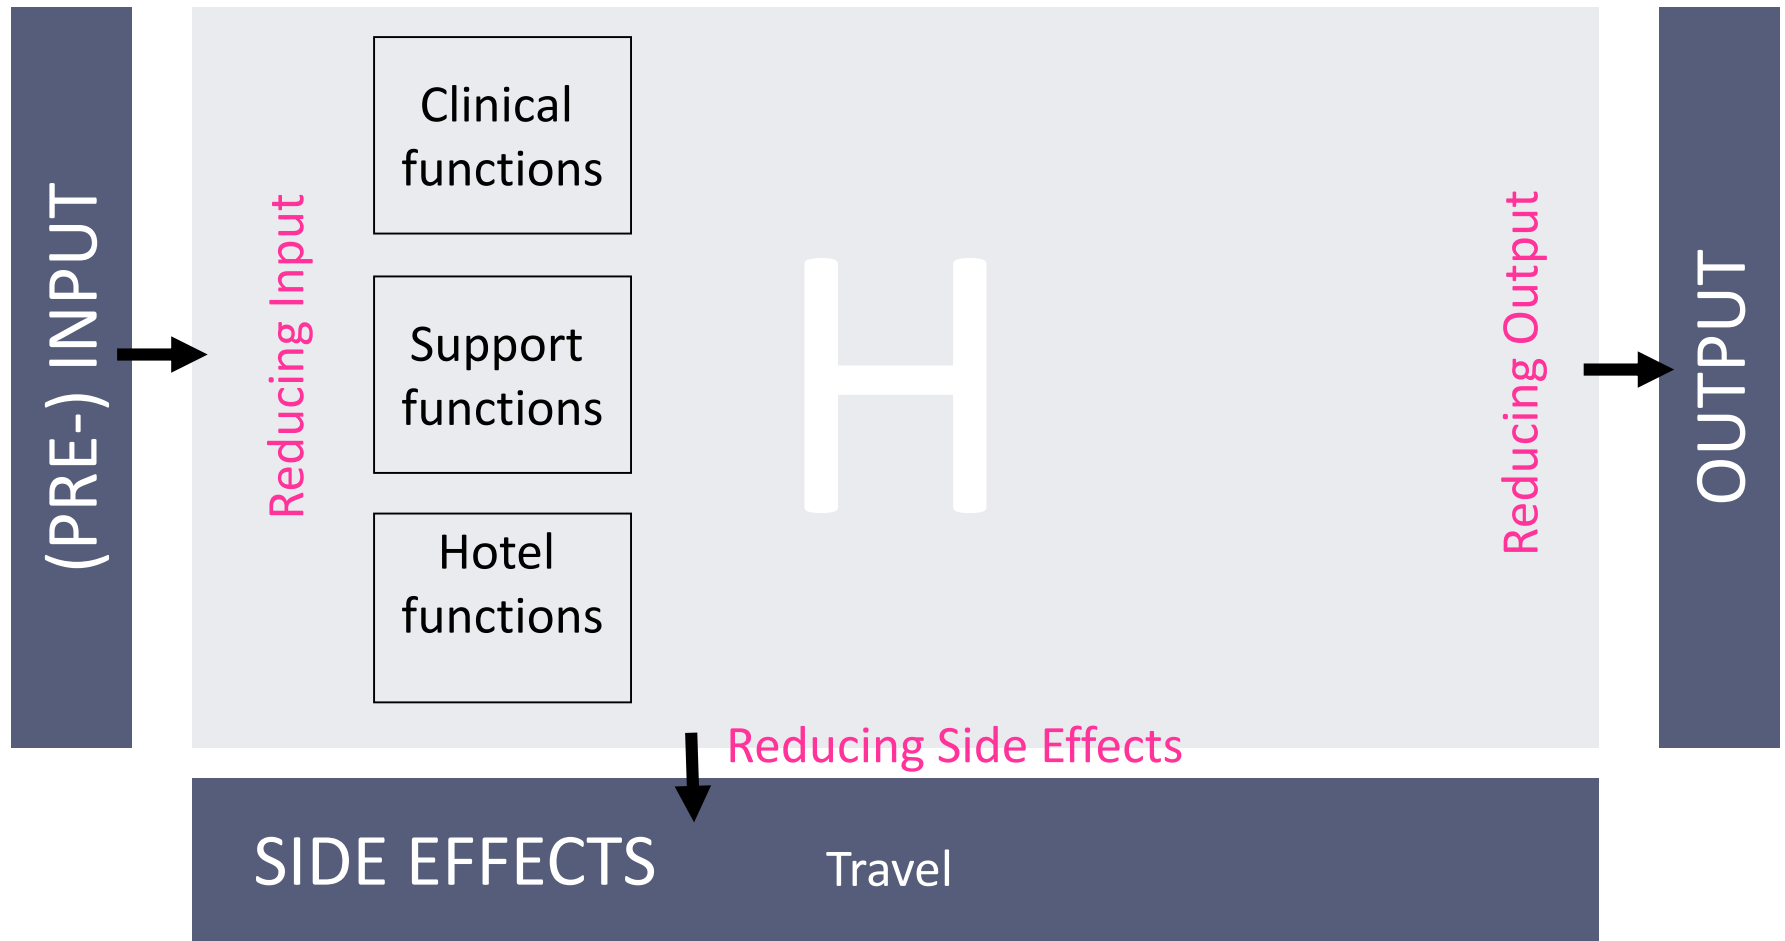 (PRE-) INPUT
Reducing Input
Clinical
functions
Support
functions
Hotel
functions
H
Reducing Output
OUTPUT
Reducing Side Effects
SIDE EFFECTS
Travel